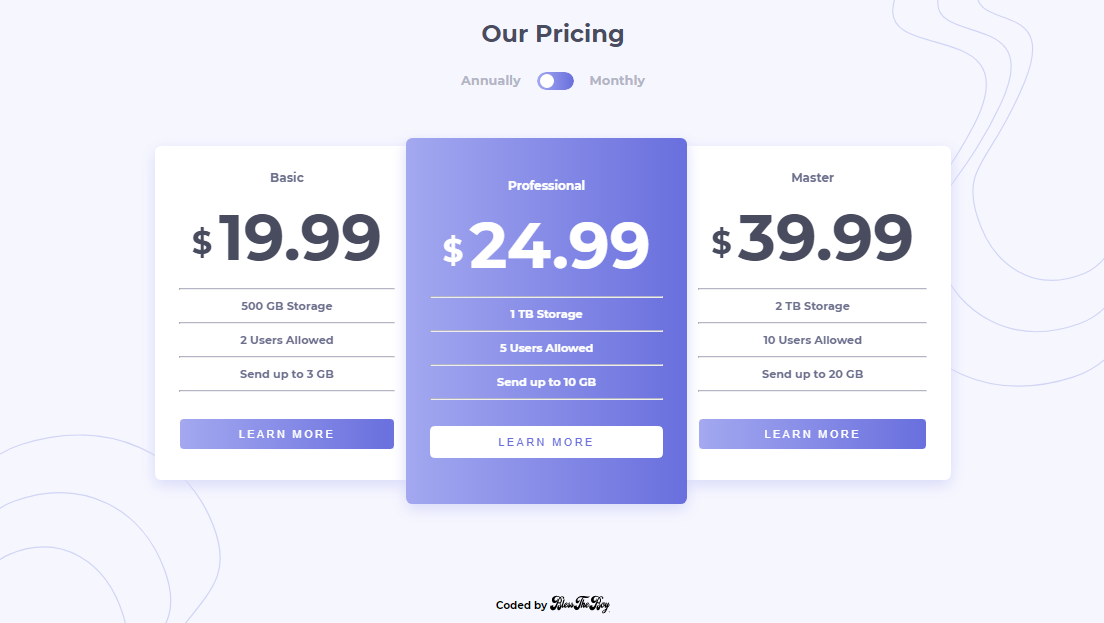 Our Pricing
Annually Monthly
Basic
$19.99
500 GB Storage
2 Users Allowed
Send up to 3 GB
LEARN MORE
Professional
$24.99
1 TB Storage
5 Users Allowed
Send up to 10 GB
LEARN MORE
Master
$39.99
2 TB Storage
10 Users Allowed
Send up to 20 GB
LEARN MORE
Coded by BlessTheBoy